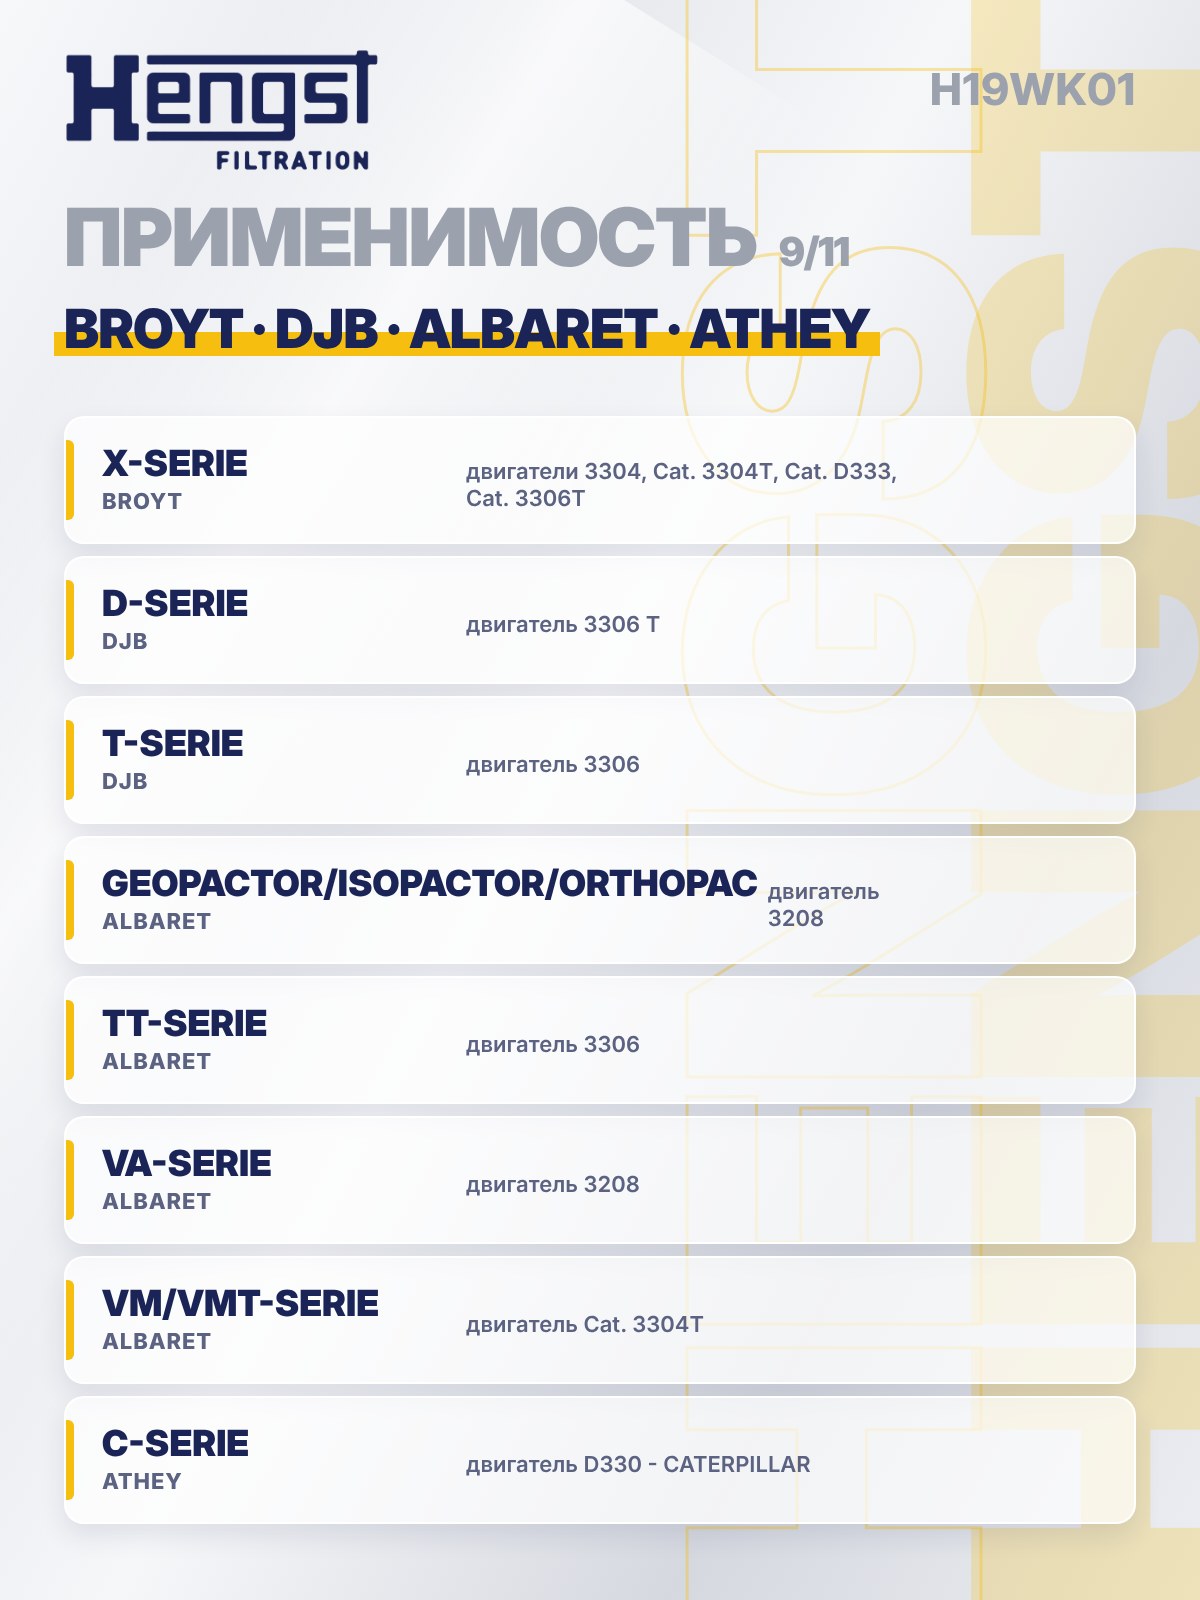 Hengst
FILTRATION
H19WK01
ПРИМЕНИМОСТЬ 9/11
BROYT · DJB · ALBARET · ATHEY
X-SERIE
BROYT
двигатели 3304, Cat. 3304T, Cat. D333,
Cat. 3306T
D-SERIE
DJB
двигатель 3306 T
T-SERIE
DJB
двигатель 3306
GEOPACTOR/ISOPACTOR/ORTHOPAC
ALBARET
двигатель
3208
TT-SERIE
ALBARET
двигатель 3306
VA-SERIE
ALBARET
двигатель 3208
VM/VMT-SERIE
ALBARET
двигатель Cat. 3304T
C-SERIE
ATHEY
двигатель D330 - CATERPILLAR
HENGST
HENGST